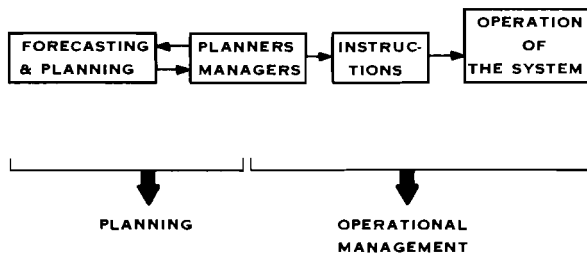 FORECASTING
& PLANNING
PLANNERS
MANAGERS
INSTRUC-
TIONS
OPERATION
OF
THE SYSTEM
PLANNING
OPERATIONAL
MANAGEMENT